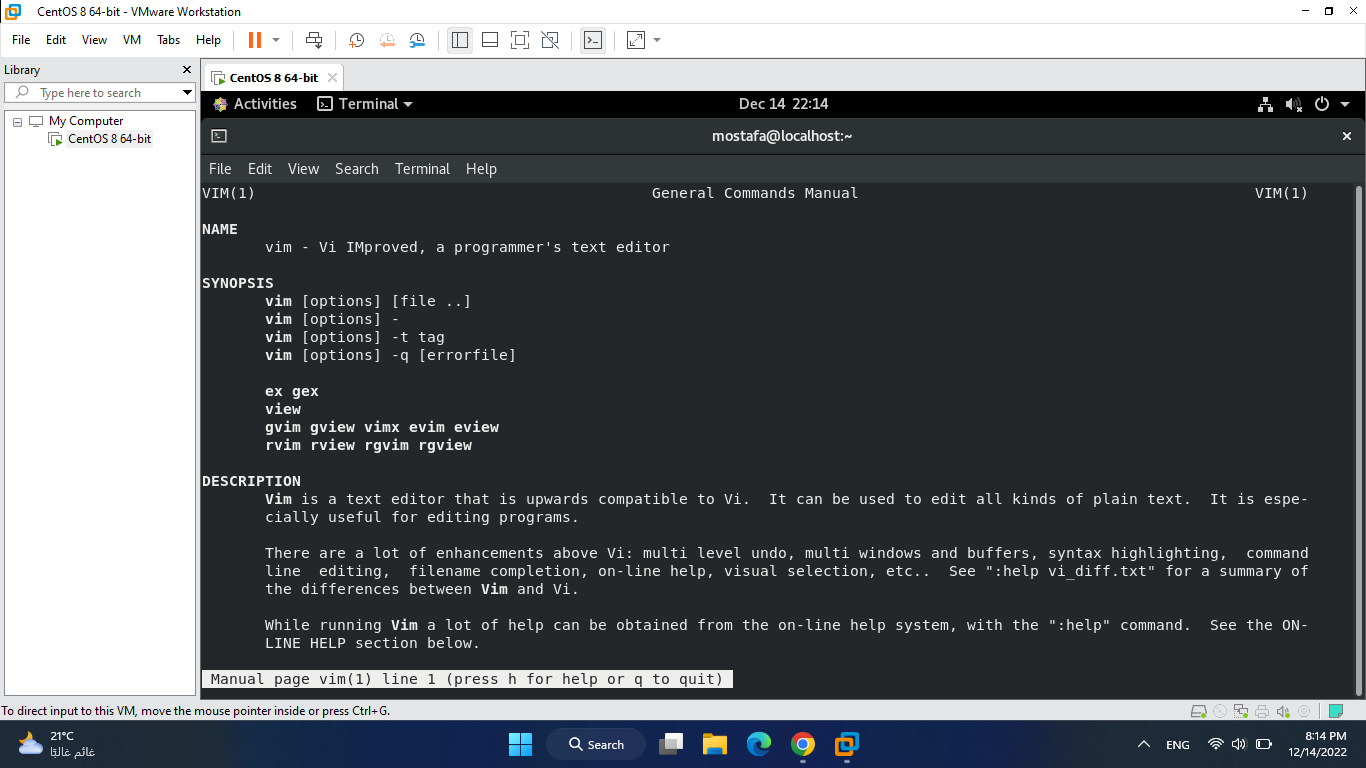 CentOS 8 64-bit - VMware Workstation
File Edit View VM Tabs Help
Library
Type here to search
My Computer
CentOS 8 64-bit
CentOS 8 64-bit
Activities Terminal Dec 14 22:14
mostafa@localhost:~
File Edit View Search Terminal Help
VIM(1) General Commands Manual VIM(1)
NAME
vim - Vi IMproved, a programmer's text editor
SYNOPSIS
vim [options] [file ..]
vim [options] -
vim [options] -t tag
vim [options] -q [errorfile]
ex gex
view
gvim gview vimx evim eview
rvim rview rgvim rgview
DESCRIPTION
Vim is a text editor that is upwards compatible to Vi. It can be used to edit all kinds of plain text. It is espe-
cially useful for editing programs.
There are a lot of enhancements above Vi: multi level undo, multi windows and buffers, syntax highlighting, command
line editing, filename completion, on-line help, visual selection, etc.. See ":help vi_diff.txt" for a summary of
the differences between Vim and Vi.
While running Vim a lot of help can be obtained from the on-line help system, with the ":help" command. See the ON-
LINE HELP section below.
Manual page vim(1) line 1 (press h for help or q to quit)
To direct input to this VM, move the mouse pointer inside or press Ctrl+G.
21°C
غائم غالبًا
Search
ENG
8:14 PM
12/14/2022